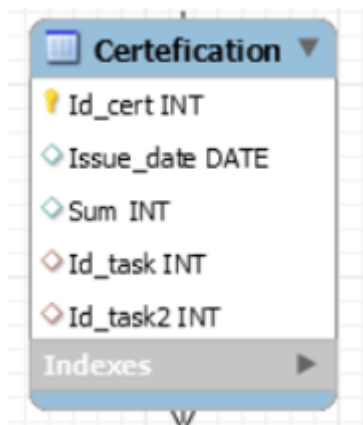 Certefication
Id_cert INT
Issue_date DATE
Sum INT
Id_task INT
Id_task2 INT
Indexes